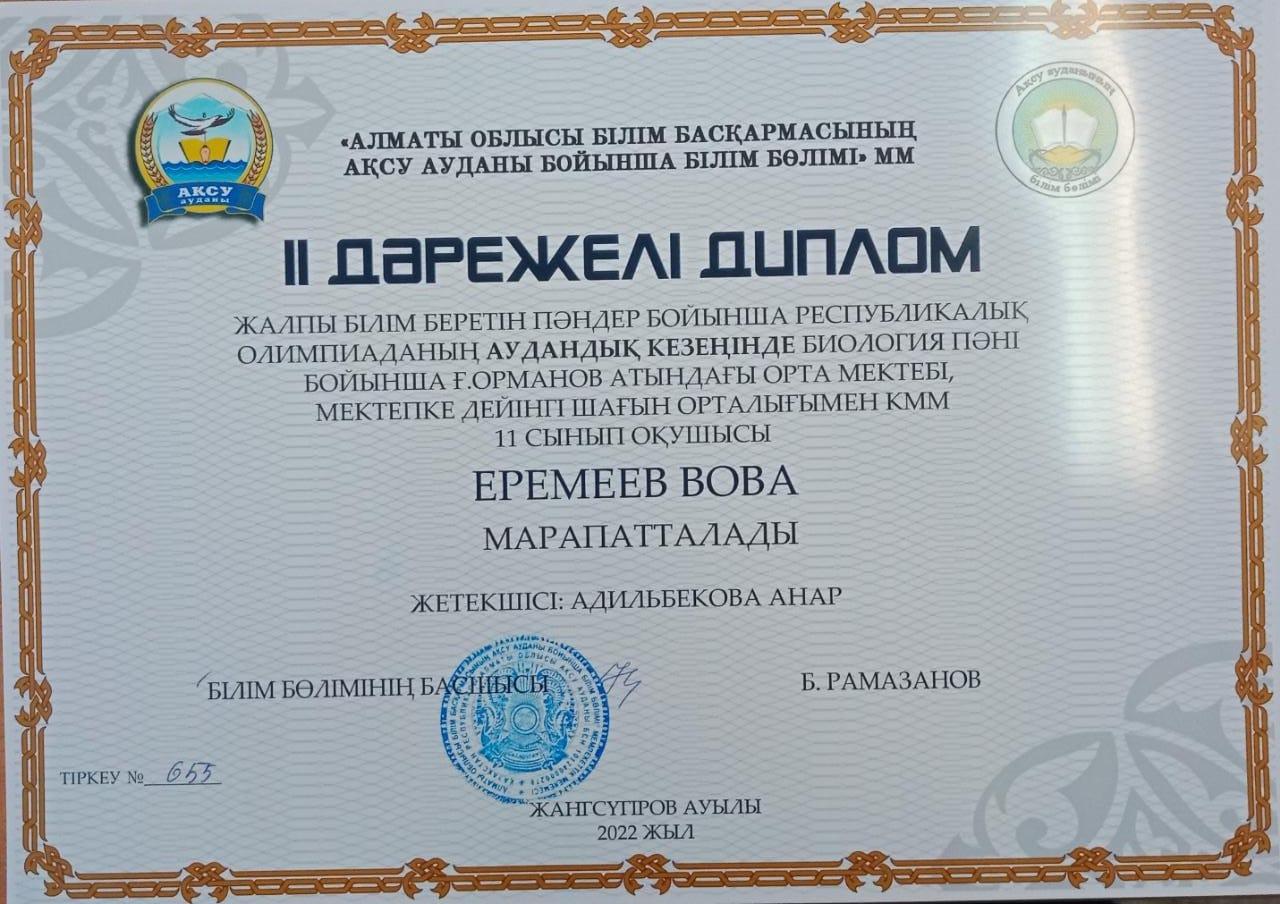 «АЛМАТЫ ОБЛЫСЫ БІЛІМ БАСҚАРМАСЫНЫҢ
АҚСУ АУДАНЫ БОЙЫНША БІЛІМ БӨЛІМІ» ММ
АҚСУ
ауданы
Ақсу ауданының
білім бөлімі
II ДӘРЕЖЕЛІ ДИПЛОМ
ЖАЛПЫ БІЛІМ БЕРЕТІН ПӘНДЕР БОЙЫНША РЕСПУБЛИКАЛЫҚ
ОЛИМПИАДАНЫҢ АУДАНДЫҚ КЕЗЕҢІНДЕ БИОЛОГИЯ ПӘНІ
БОЙЫНША Ғ.ОРМАНОВ АТЫНДАҒЫ ОРТА МЕКТЕБІ,
МЕКТЕПКЕ ДЕЙІНГІ ШАҒЫН ОРТАЛЫҒЫМЕН КММ
11 СЫНЫП ОҚУШЫСЫ
ЕРЕМЕЕВ ВОВА
МАРАПАТТАЛАДЫ
ЖЕТЕКШІСІ: АДИЛЬБЕКОВА АНАР
БІЛІМ БӨЛІМІНІҢ БАСШЫСЫ
Б. РАМАЗАНОВ
ТІРКЕУ № 655
ЖАНГСҮПРОВ АУЫЛЫ
2022 ЖЫЛ